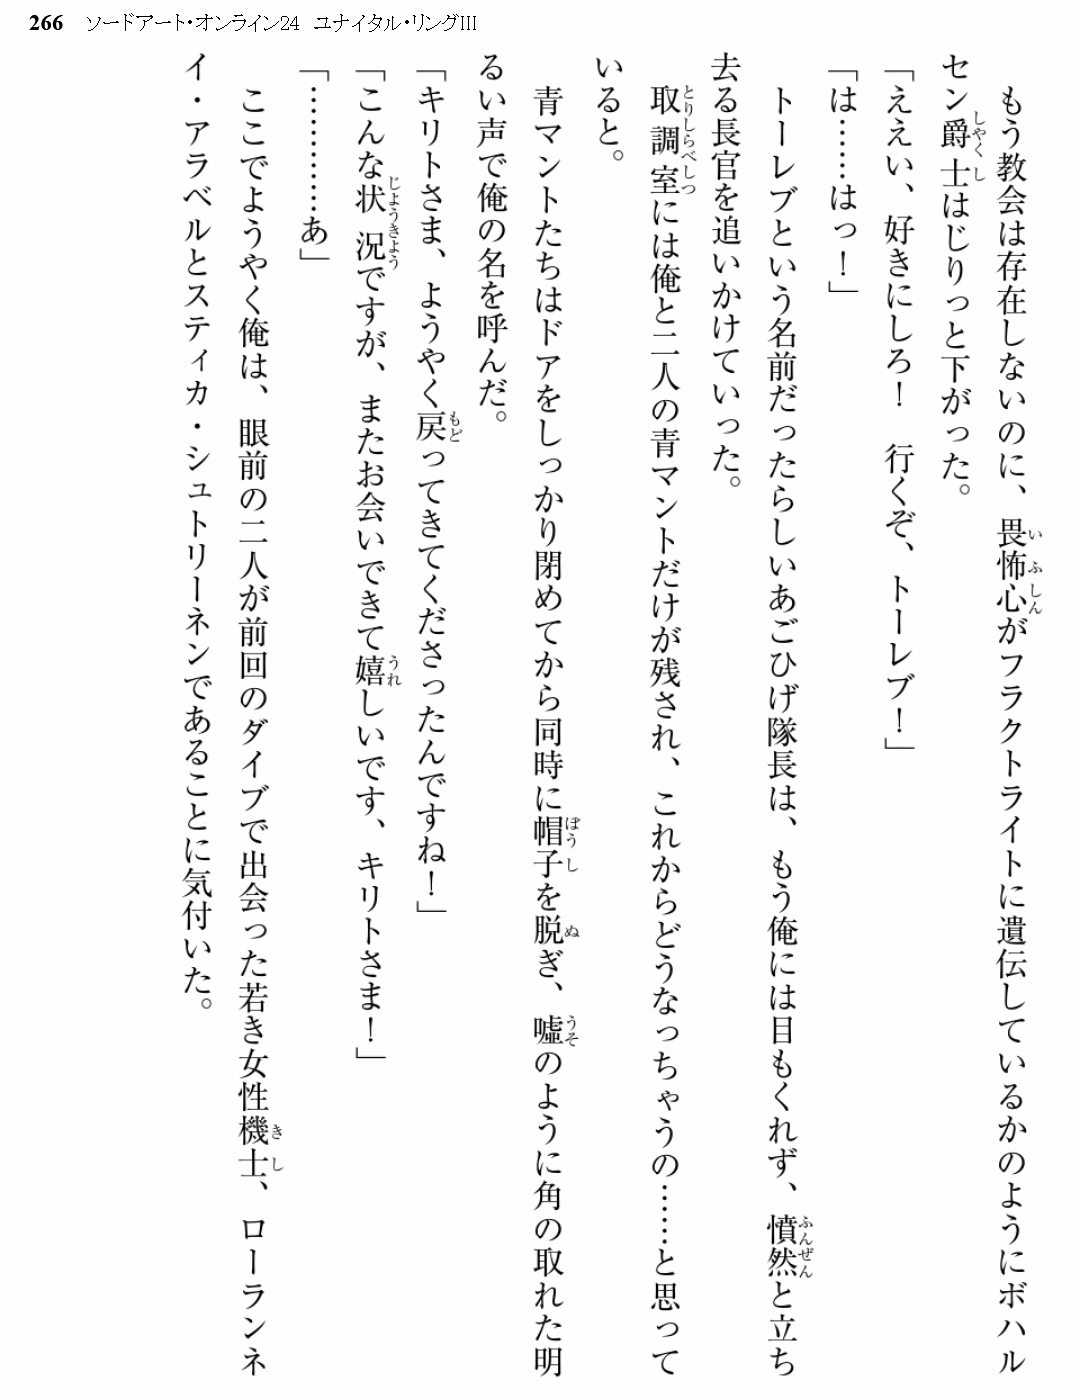 266 ソードアート・オンライン24 ユナイタル・リングIII
もう教会は存在しないのに、畏怖心がフラクトライトに遺伝しているかのようにボハル
セン爵士はじりっと下がった。
「ええい、好きにしろ！　行くぞ、トーレブ！」
「は……はっ！」
トーレブという名前だったらしいあごひげ隊長は、もう俺には目もくれず、憤然と立ち
去る長官を追いかけていった。
取調室には俺と二人の青マントだけが残され、これからどうなっちゃうの……と思って
いると。
青マントたちはドアをしっかり閉めてから同時に帽子を脱ぎ、嘘のように角の取れた明
るい声で俺の名を呼んだ。
「キリトさま、ようやく戻ってきてくださったんですね！」
「こんな状況ですが、またお会いできて嬉しいです、キリトさま！」
「…………あ」
ここでようやく俺は、眼前の二人が前回のダイブで出会った若き女性機士、ローランネ
イ・アラベルとスティカ・シュトリーネンであることに気付いた。